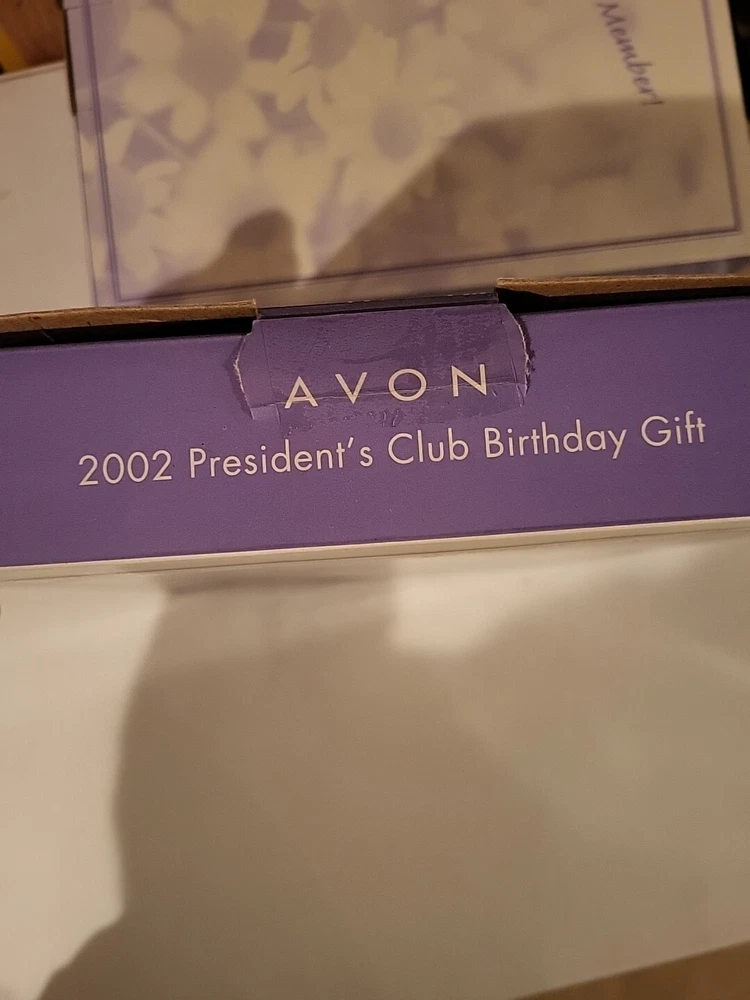 Member!
AVON
2002 President's Club Birthday Gift